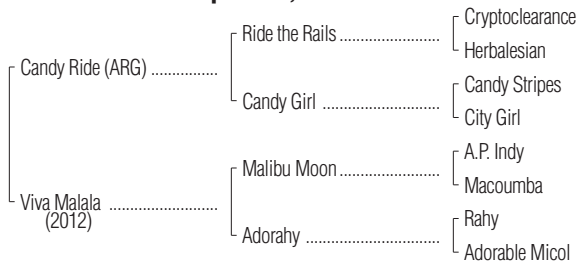 Cryptoclearance
Ride the Rails ....................
Herbalesian
Candy Ride (ARG) .............
Candy Stripes
Candy Girl ........................
City Girl
A.P. Indy
Malibu Moon ....................
Macoumba
Viva Malala .....................
(2012)
Rahy
Adorahy ...........................
Adorable Micol